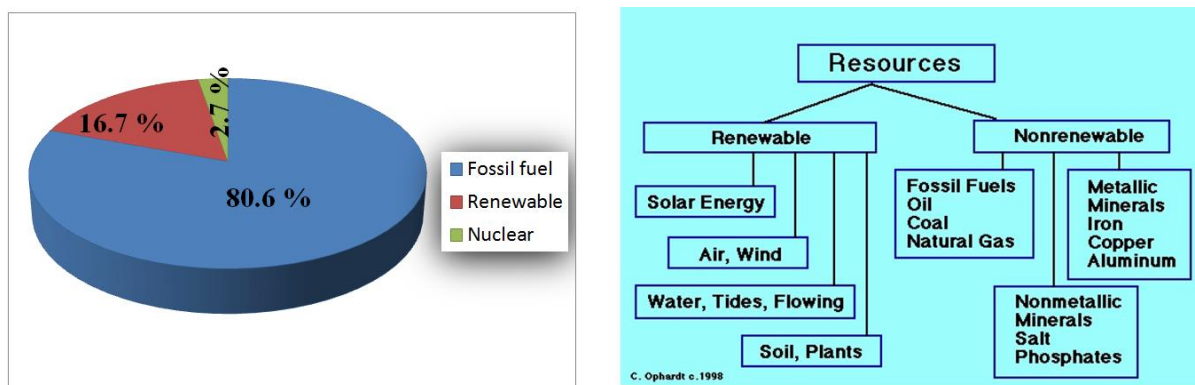 2.7 %
16.7 %
80.6 %
Fossil fuel
Renewable
Nuclear
Resources
Renewable
Nonrenewable
Solar Energy
Air, Wind
Water, Tides, Flowing
Soil, Plants
Fossil Fuels
Oil
Coal
Natural Gas
Metallic
Minerals
Iron
Copper
Aluminum
Nonmetallic
Minerals
Salt
Phosphates
C. Ophardt c.1998